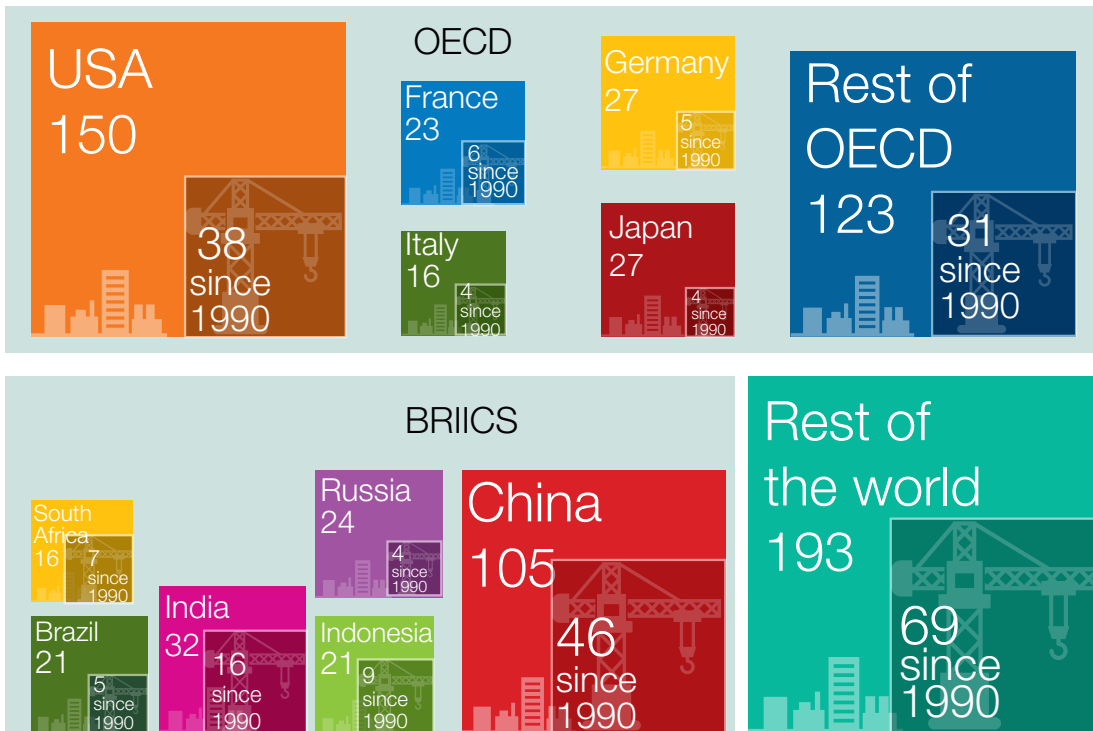 OECD
USA
150
38
since
1990
France
23
6
since
1990
Italy
16
4
since
1990
Germany
27
5
since
1990
Japan
27
4
since
1990
Rest of
OECD
123
31
since
1990
BRIICS
South
Africa
16
7
since
1990
Brazil
21
5
since
1990
India
32
16
since
1990
Russia
24
4
since
1990
Indonesia
21
9
since
1990
China
105
46
since
1990
Rest of
the world
193
69
since
1990